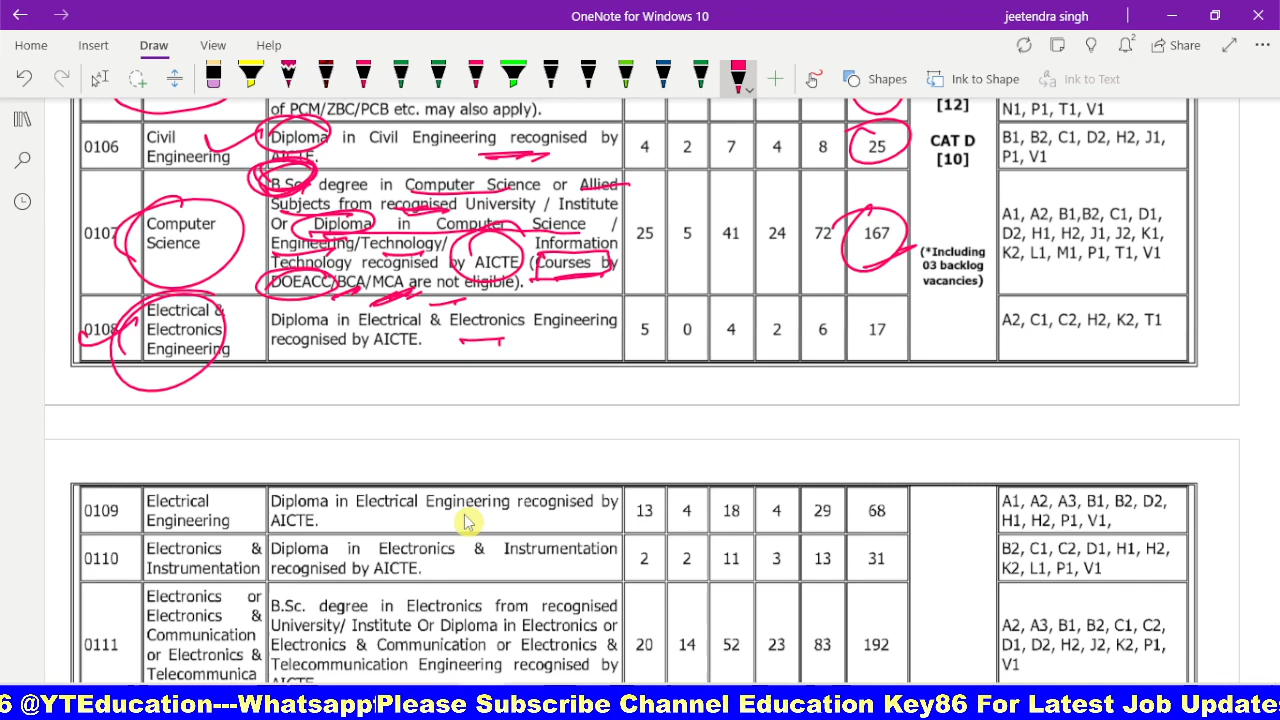 OneNote for Windows 10
jeetendra singh
Home Insert Draw View Help
Share
Shapes Ink to Shape Ink to Text
of PCM/ZBC/PCB etc. may also apply).
[12]
N1, P1, T1, V1
0106
Civil
Engineering
Diploma in Civil Engineering recognised by
AICTE.
4 2 7 4 8 25
CAT D
[10]
B1, B2, C1, D2, H2, J1,
P1, V1
0107
Computer
Science
B.Sc. degree in Computer Science or Allied
Subjects from recognised University / Institute
Or Diploma in Computer Science /
Engineering/Technology/ Information
Technology recognised by AICTE (Courses by
DOEACC/BCA/MCA are not eligible).
25 5 41 24 72 167
(*Including
03 backlog
vacancies)
A1, A2, B1,B2, C1, D1,
D2, H1, H2, J1, J2, K1,
K2, L1, M1, P1, T1, V1
0108
Electrical &
Electronics
Engineering
Diploma in Electrical & Electronics Engineering
recognised by AICTE.
5 0 4 2 6 17
A2, C1, C2, H2, K2, T1
0109
Electrical
Engineering
Diploma in Electrical Engineering recognised by
AICTE.
13 4 18 4 29 68
A1, A2, A3, B1, B2, D2,
H1, H2, P1, V1,
0110
Electronics &
Instrumentation
Diploma in Electronics & Instrumentation
recognised by AICTE.
2 2 11 3 13 31
B2, C1, C2, D1, H1, H2,
K2, L1, P1, V1
0111
Electronics or
Electronics &
Communication
or Electronics &
Telecommunica
B.Sc. degree in Electronics from recognised
University/ Institute Or Diploma in Electronics or
Electronics & Communication or Electronics &
Telecommunication Engineering recognised by
AICTE
20 14 52 23 83 192
A2, A3, B1, B2, C1, C2
D1, D2, H2, J2, K2, P1,
V1
6 @YTEducation---Whatsapp Please Subscribe Channel Education Key86 For Latest Job Update